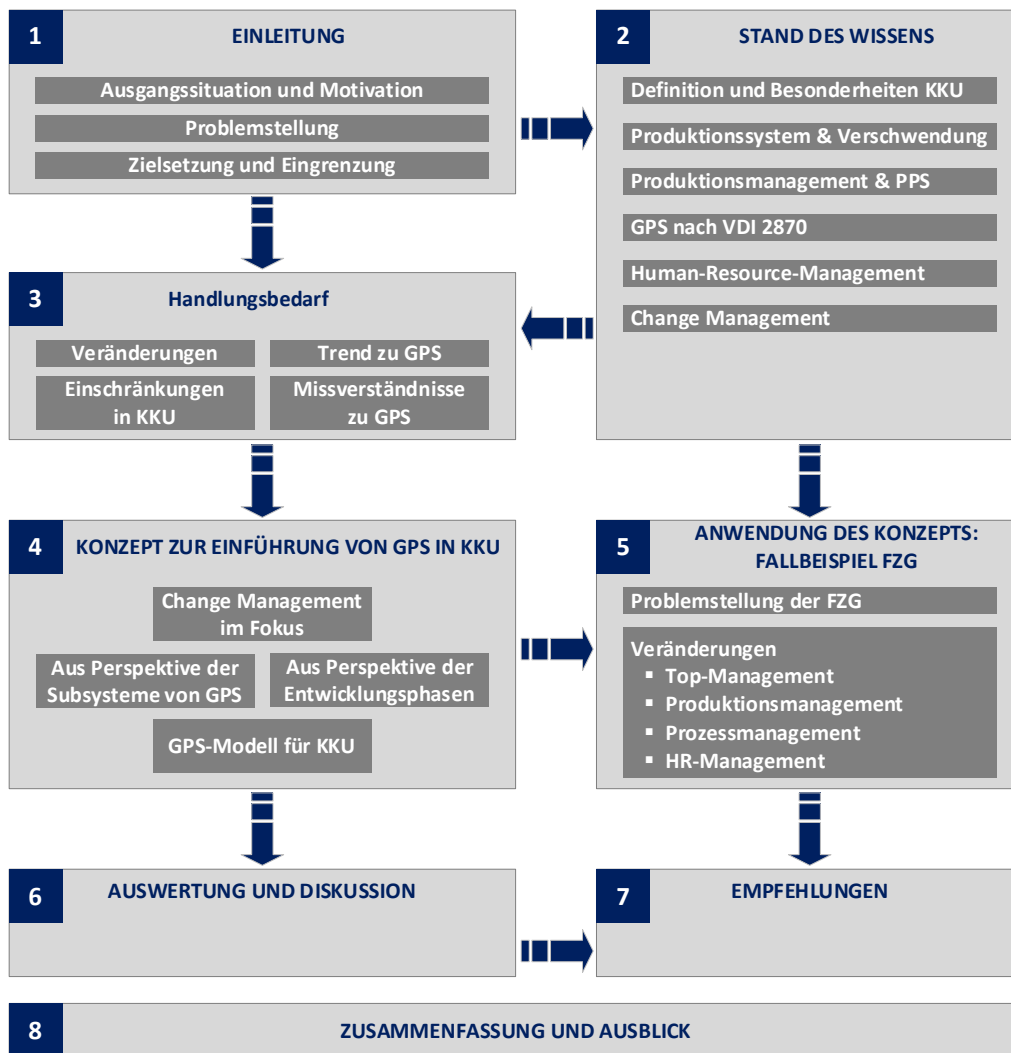 1
EINLEITUNG
Ausgangssituation und Motivation
Problemstellung
Zielsetzung und Eingrenzung
2
STAND DES WISSENS
Definition und Besonderheiten KKU
Produktionssystem & Verschwendung
Produktionsmanagement & PPS
GPS nach VDI 2870
Human-Resource-Management
Change Management
3
Handlungsbedarf
Veränderungen
Trend zu GPS
Einschränkungen
in KKU
Missverständnisse
zu GPS
4
KONZEPT ZUR EINFÜHRUNG VON GPS IN KKU
Change Management
im Fokus
Aus Perspektive der
Subsysteme von GPS
Aus Perspektive der
Entwicklungsphasen
GPS-Modell für KKU
5
ANWENDUNG DES KONZEPTS:
FALLBEISPIEL FZG
Problemstellung der FZG
Veränderungen
▪ Top-Management
▪ Produktionsmanagement
▪ Prozessmanagement
▪ HR-Management
6
AUSWERTUNG UND DISKUSSION
7
EMPFEHLUNGEN
8
ZUSAMMENFASSUNG UND AUSBLICK